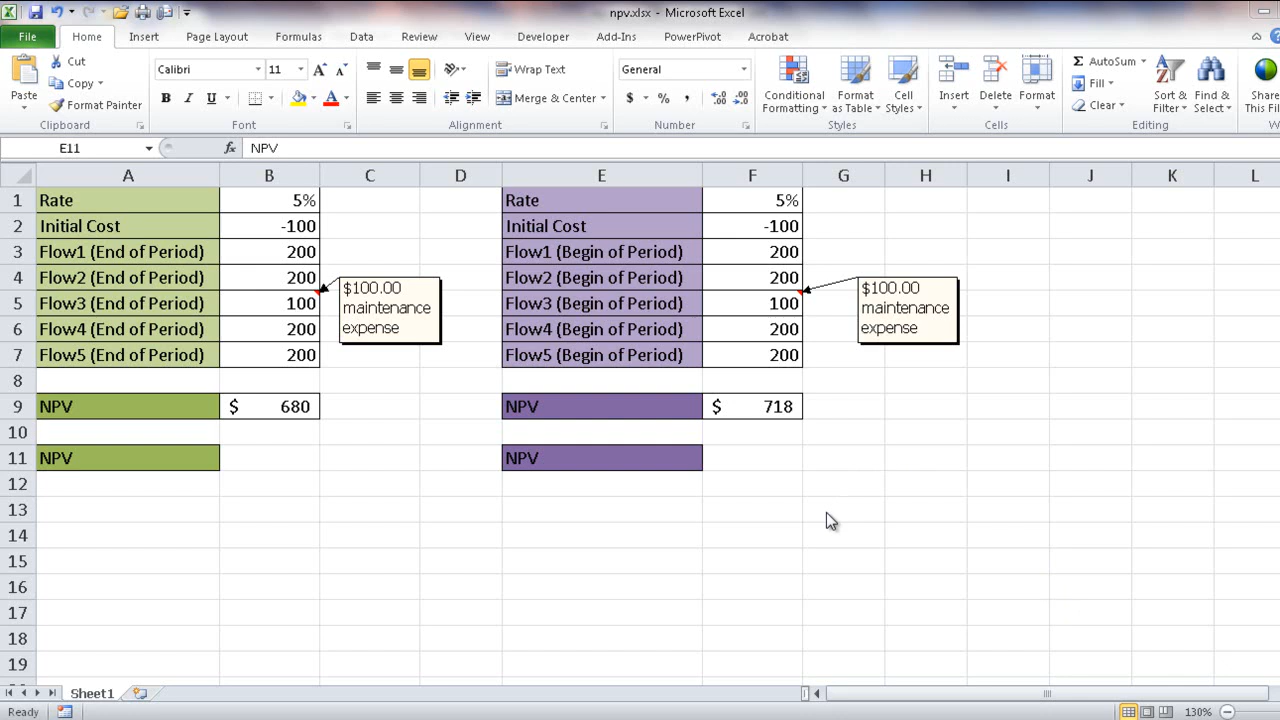 npv.xlsx - Microsoft Excel
File Home Insert Page Layout Formulas Data Review View Developer Add-Ins PowerPivot Acrobat
Paste
Cut
Copy
Format Painter
Clipboard
Calibri 11
B I U
Font
Wrap Text
Merge & Center
Alignment
General
$ % ,
Number
Conditional Formatting
Format as Table
Cell Styles
Styles
Insert Delete Format
Cells
AutoSum
Fill
Clear
Sort & Filter
Find & Select
Editing
Share
This Fi
E11 fx NPV
A B C D E F G H I J K L
1 Rate 5% Rate 5%
2 Initial Cost -100 Initial Cost -100
3 Flow1 (End of Period) 200 Flow1 (Begin of Period) 200
4 Flow2 (End of Period) 200 Flow2 (Begin of Period) 200
5 Flow3 (End of Period) 100 Flow3 (Begin of Period) 100
$100.00
maintenance
expense
$100.00
maintenance
expense
6 Flow4 (End of Period) 200 Flow4 (Begin of Period) 200
7 Flow5 (End of Period) 200 Flow5 (Begin of Period) 200
8
9 NPV $ 680 NPV $ 718
10
11 NPV NPV
12
13
14
15
16
17
18
19
Sheet1
Ready 130%